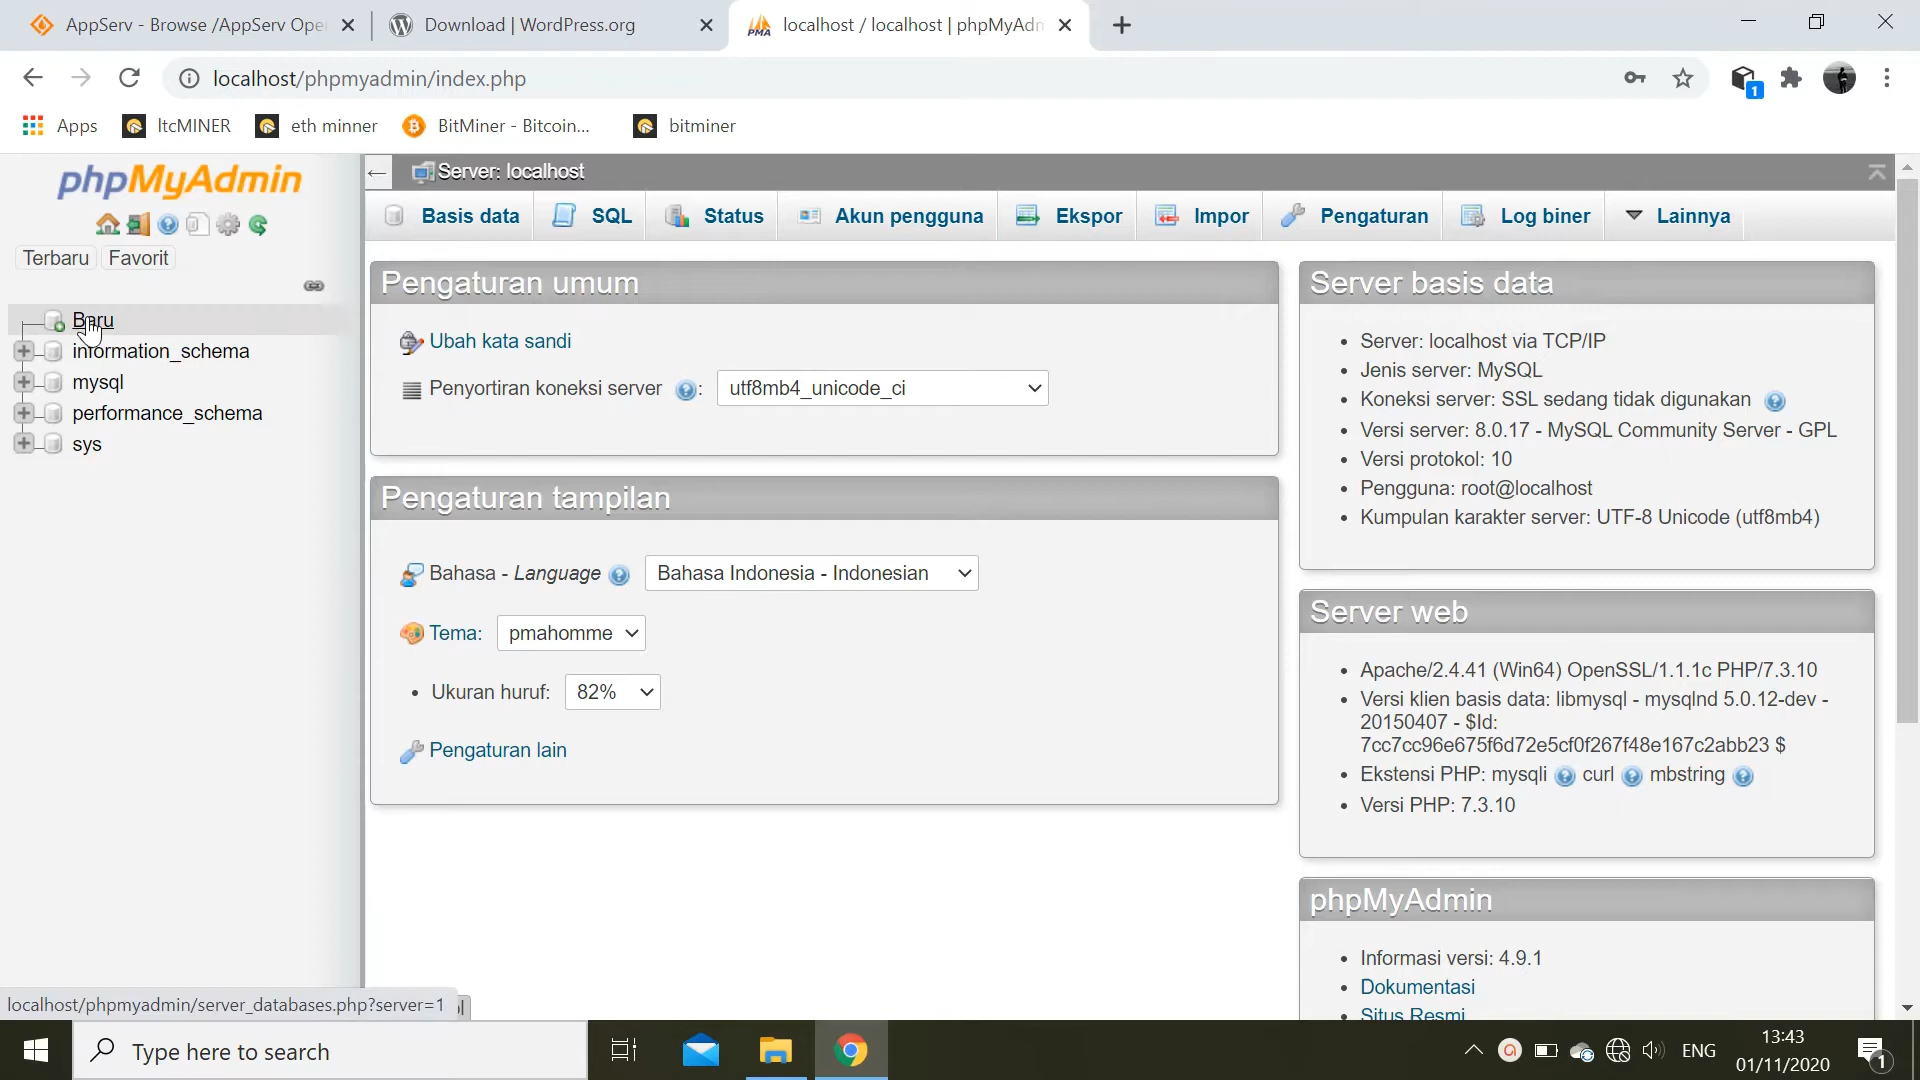 AppServ - Browse /AppServ Ope
Download | WordPress.org
PMA
localhost / localhost | phpMyAdn
localhost/phpmyadmin/index.php
1
Apps
ltcMINER
eth minner
BitMiner - Bitcoin...
bitminer
phpMyAdmin
Terbaru
Favorit
Baru
information_schema
mysql
performance_schema
sys
Server: localhost
Basis data
SQL
Status
Akun pengguna
Ekspor
Impor
Pengaturan
Log biner
Lainnya
Pengaturan umum
Ubah kata sandi
Penyortiran koneksi server : utf8mb4_unicode_ci
Pengaturan tampilan
Bahasa - Language Bahasa Indonesia - Indonesian
Tema: pmahomme
• Ukuran huruf: 82%
Pengaturan lain
Server basis data
• Server: localhost via TCP/IP
• Jenis server: MySQL
• Koneksi server: SSL sedang tidak digunakan
• Versi server: 8.0.17 - MySQL Community Server - GPL
• Versi protokol: 10
• Pengguna: root@localhost
• Kumpulan karakter server: UTF-8 Unicode (utf8mb4)
Server web
• Apache/2.4.41 (Win64) OpenSSL/1.1.1c PHP/7.3.10
• Versi klien basis data: libmysql - mysqlnd 5.0.12-dev -
20150407 - $Id:
7cc7cc96e675f6d72e5cf0f267f48e167c2abb23 $
• Ekstensi PHP: mysqli curl mbstring
• Versi PHP: 7.3.10
phpMyAdmin
• Informasi versi: 4.9.1
• Dokumentasi
• Situs Resmi
localhost/phpmyadmin/server_databases.php?server=1
Type here to search
ENG
13:43
01/11/2020
1